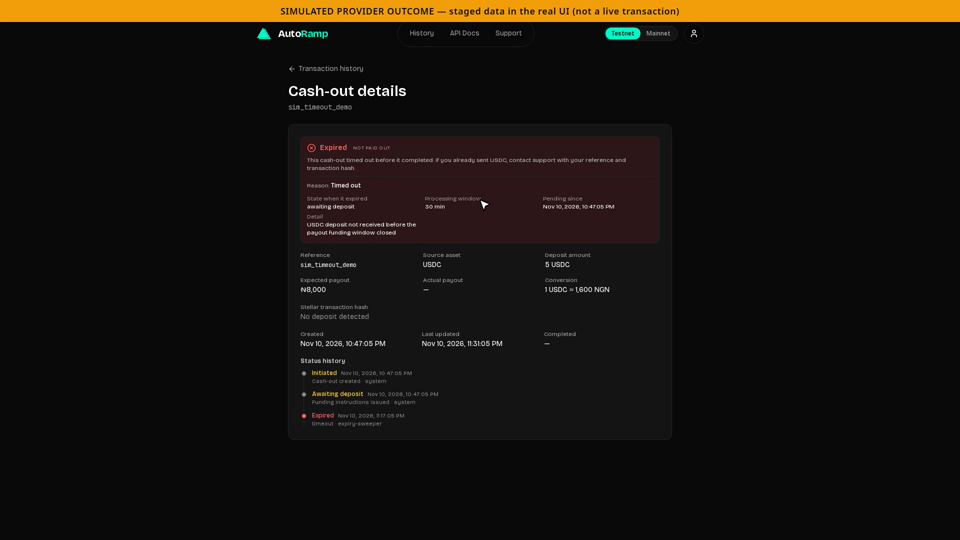 SIMULATED PROVIDER OUTCOME — staged data in the real UI (not a live transaction)
AutoRamp
History API Docs Support
Testnet Mainnet
← Transaction history
Cash-out details
sim_timeout_demo
Expired NOT PAID OUT
This cash-out timed out before it completed. If you already sent USDC, contact support with your reference and
transaction hash.
Reason: Timed out
State when it expired Processing window Pending since
awaiting deposit 30 min Nov 10, 2026, 10:47:05 PM
Detail
USDC deposit not received before the
payout funding window closed
Reference Source asset Deposit amount
sim_timeout_demo USDC 5 USDC
Expected payout Actual payout Conversion
₦8,000 — 1 USDC = 1,600 NGN
Stellar transaction hash
No deposit detected
Created Last updated Completed
Nov 10, 2026, 10:47:05 PM Nov 10, 2026, 11:31:05 PM —
Status history
Initiated Nov 10, 2026, 10:47:05 PM
Cash-out created · system
Awaiting deposit Nov 10, 2026, 10:47:05 PM
Funding instructions issued · system
Expired Nov 10, 2026, 11:17:05 PM
timeout · expiry-sweeper